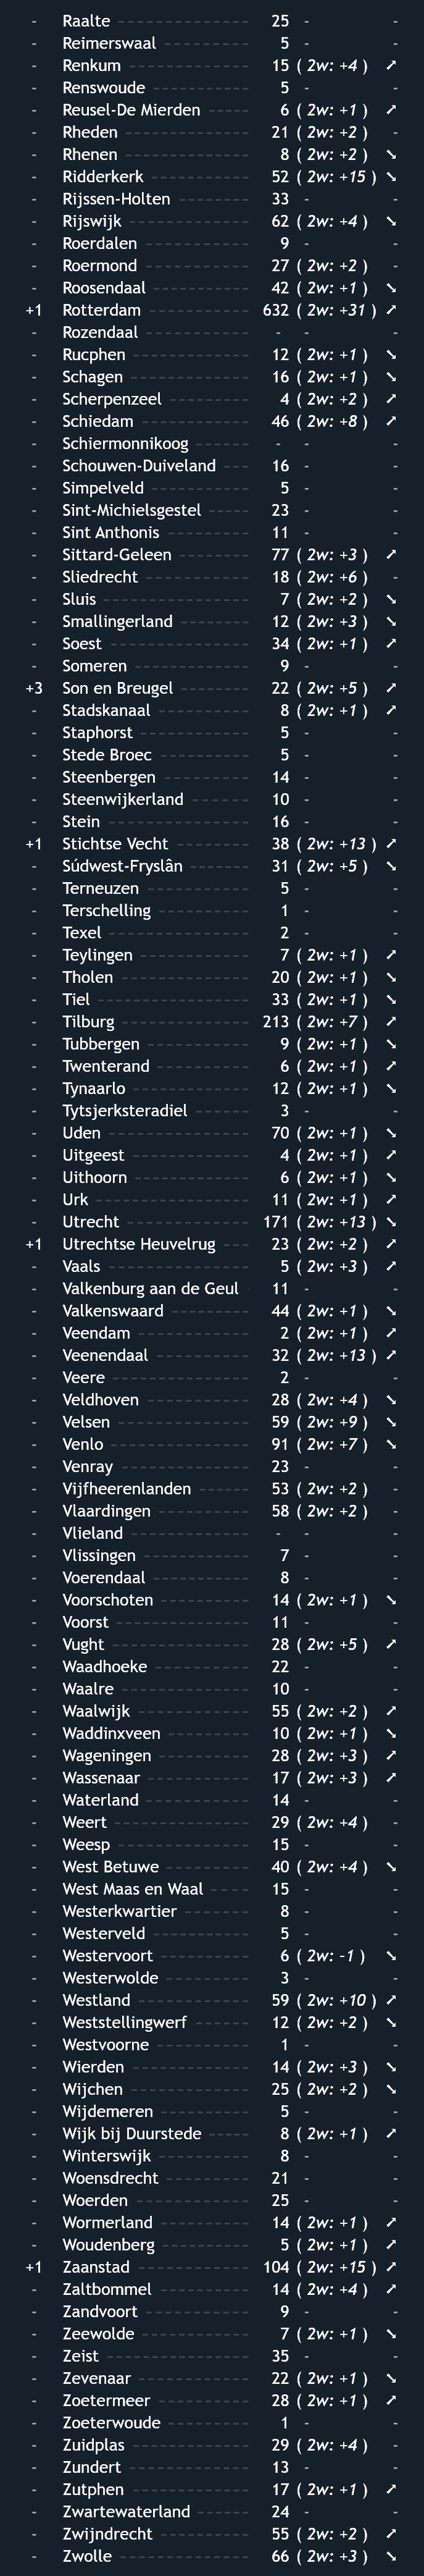 - Raalte 25 - -
- Reimerswaal 5 - -
- Renkum 15 ( 2w: +4 ) ➚
- Renswoude 5 - -
- Reusel-De Mierden 6 ( 2w: +1 ) ➚
- Rheden 21 ( 2w: +2 ) -
- Rhenen 8 ( 2w: +2 ) ➘
- Ridderkerk 52 ( 2w: +15 ) ➘
- Rijssen-Holten 33 - -
- Rijswijk 62 ( 2w: +4 ) ➘
- Roerdalen 9 - -
- Roermond 27 ( 2w: +2 ) -
- Roosendaal 42 ( 2w: +1 ) ➘
+1 Rotterdam 632 ( 2w: +31 ) ➚
- Rozendaal - - -
- Rucphen 12 ( 2w: +1 ) ➘
- Schagen 16 ( 2w: +1 ) ➘
- Scherpenzeel 4 ( 2w: +2 ) ➚
- Schiedam 46 ( 2w: +8 ) ➚
- Schiermonnikoog - - -
- Schouwen-Duiveland 16 - -
- Simpelveld 5 - -
- Sint-Michielsgestel 23 - -
- Sint Anthonis 11 - -
- Sittard-Geleen 77 ( 2w: +3 ) ➚
- Sliedrecht 18 ( 2w: +6 ) -
- Sluis 7 ( 2w: +2 ) ➘
- Smallingerland 12 ( 2w: +3 ) ➘
- Soest 34 ( 2w: +1 ) ➚
- Someren 9 - -
+3 Son en Breugel 22 ( 2w: +5 ) ➚
- Stadskanaal 8 ( 2w: +1 ) ➚
- Staphorst 5 - -
- Stede Broec 5 - -
- Steenbergen 14 - -
- Steenwijkerland 10 - -
- Stein 16 - -
+1 Stichtse Vecht 38 ( 2w: +13 ) ➚
- Súdwest-Fryslân 31 ( 2w: +5 ) ➘
- Terneuzen 5 - -
- Terschelling 1 - -
- Texel 2 - -
- Teylingen 7 ( 2w: +1 ) ➚
- Tholen 20 ( 2w: +1 ) ➘
- Tiel 33 ( 2w: +1 ) ➘
- Tilburg 213 ( 2w: +7 ) ➚
- Tubbergen 9 ( 2w: +1 ) ➘
- Twenterand 6 ( 2w: +1 ) ➚
- Tynaarlo 12 ( 2w: +1 ) ➘
- Tytsjerksteradiel 3 - -
- Uden 70 ( 2w: +1 ) ➘
- Uitgeest 4 ( 2w: +1 ) ➚
- Uithoorn 6 ( 2w: +1 ) ➘
- Urk 11 ( 2w: +1 ) ➚
- Utrecht 171 ( 2w: +13 ) ➘
+1 Utrechtse Heuvelrug 23 ( 2w: +2 ) ➚
- Vaals 5 ( 2w: +3 ) ➚
- Valkenburg aan de Geul 11 - -
- Valkenswaard 44 ( 2w: +1 ) ➘
- Veendam 2 ( 2w: +1 ) ➚
- Veenendaal 32 ( 2w: +13 ) ➚
- Veere 2 - -
- Veldhoven 28 ( 2w: +4 ) ➘
- Velsen 59 ( 2w: +9 ) ➘
- Venlo 91 ( 2w: +7 ) ➘
- Venray 23 - -
- Vijfheerenlanden 53 ( 2w: +2 ) -
- Vlaardingen 58 ( 2w: +2 ) -
- Vlieland - - -
- Vlissingen 7 - -
- Voerendaal 8 - -
- Voorschoten 14 ( 2w: +1 ) ➘
- Voorst 11 - -
- Vught 28 ( 2w: +5 ) ➚
- Waadhoeke 22 - -
- Waalre 10 - -
- Waalwijk 55 ( 2w: +2 ) ➚
- Waddinxveen 10 ( 2w: +1 ) ➘
- Wageningen 28 ( 2w: +3 ) ➚
- Wassenaar 17 ( 2w: +3 ) ➚
- Waterland 14 - -
- Weert 29 ( 2w: +4 ) -
- Weesp 15 - -
- West Betuwe 40 ( 2w: +4 ) ➘
- West Maas en Waal 15 - -
- Westerkwartier 8 - -
- Westerveld 5 - -
- Westervoort 6 ( 2w: -1 ) ➘
- Westerwolde 3 - -
- Westland 59 ( 2w: +10 ) ➚
- Weststellingwerf 12 ( 2w: +2 ) ➘
- Westvoorne 1 - -
- Wierden 14 ( 2w: +3 ) ➘
- Wijchen 25 ( 2w: +2 ) ➘
- Wijdemeren 5 - -
- Wijk bij Duurstede 8 ( 2w: +1 ) ➚
- Winterswijk 8 - -
- Woensdrecht 21 - -
- Woerden 25 - -
- Wormerland 14 ( 2w: +1 ) ➚
- Woudenberg 5 ( 2w: +1 ) ➚
+1 Zaanstad 104 ( 2w: +15 ) ➚
- Zaltbommel 14 ( 2w: +4 ) ➚
- Zandvoort 9 - -
- Zeewolde 7 ( 2w: +1 ) ➘
- Zeist 35 - -
- Zevenaar 22 ( 2w: +1 ) ➘
- Zoetermeer 28 ( 2w: +1 ) ➚
- Zoeterwoude 1 - -
- Zuidplas 29 ( 2w: +4 ) -
- Zundert 13 - -
- Zutphen 17 ( 2w: +1 ) ➚
- Zwartewaterland 24 - -
- Zwijndrecht 55 ( 2w: +2 ) ➚
- Zwolle 66 ( 2w: +3 ) ➘